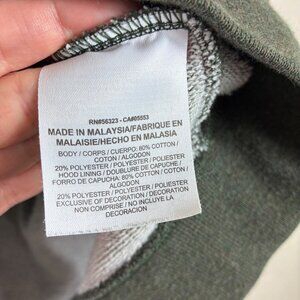 RN#56323 - CA#05553
MADE IN MALAYSIA/FABRIQUE EN
MALAISIE/HECHO EN MALASIA
BODY / CORPS / CUERPO: 80% COTTON /
COTON / ALGODON
20% POLYESTER / POLYESTER / POLIESTER
HOOD LINING / DOUBLURE DE CAPUCHE /
FORRO DE CAPUCHA: 80% COTTON / COTON /
ALGODON
20% POLYESTER / POLYESTER / POLIESTER
EXCLUSIVE OF DECORATION / DECORATION
NON COMPRISE / NO INCLUYE LA
DECORACION